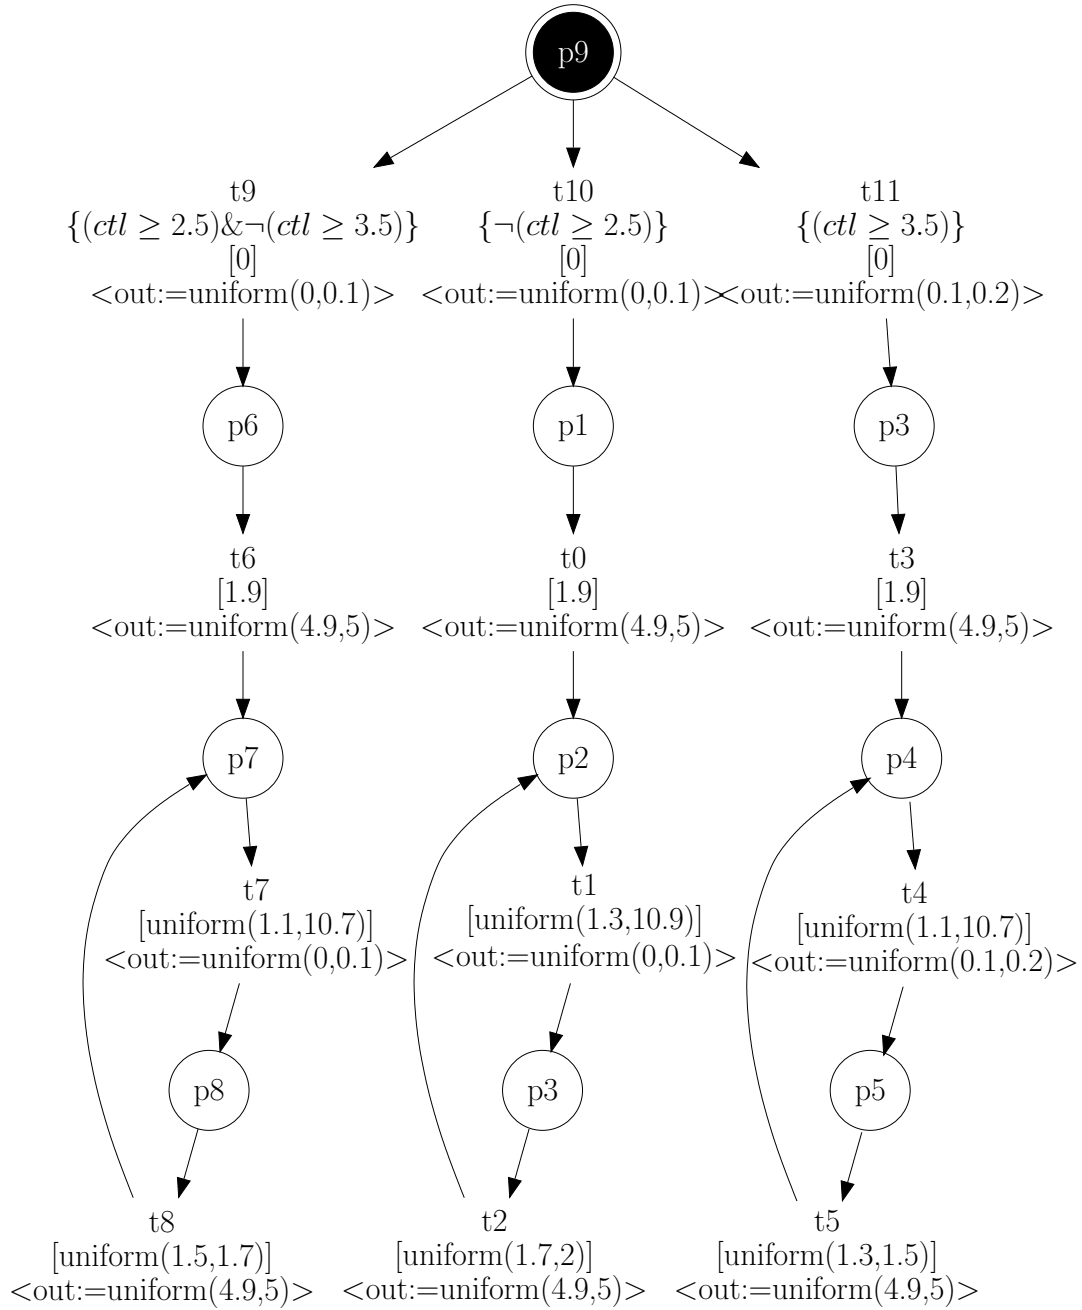 p9
t9
{(ctl ≥ 2.5)&¬(ctl ≥ 3.5)}
[0]
<out:=uniform(0,0.1)>
t10
{¬(ctl ≥ 2.5)}
[0]
<out:=uniform(0,0.1)>
t11
{(ctl ≥ 3.5)}
[0]
<out:=uniform(0.1,0.2)>
p6
p1
p3
t6
[1.9]
<out:=uniform(4.9,5)>
t0
[1.9]
<out:=uniform(4.9,5)>
t3
[1.9]
<out:=uniform(4.9,5)>
p7
p2
p4
t7
[uniform(1.1,10.7)]
<out:=uniform(0,0.1)>
t1
[uniform(1.3,10.9)]
<out:=uniform(0,0.1)>
t4
[uniform(1.1,10.7)]
<out:=uniform(0.1,0.2)>
p8
p3
p5
t8
[uniform(1.5,1.7)]
<out:=uniform(4.9,5)>
t2
[uniform(1.7,2)]
<out:=uniform(4.9,5)>
t5
[uniform(1.3,1.5)]
<out:=uniform(4.9,5)>